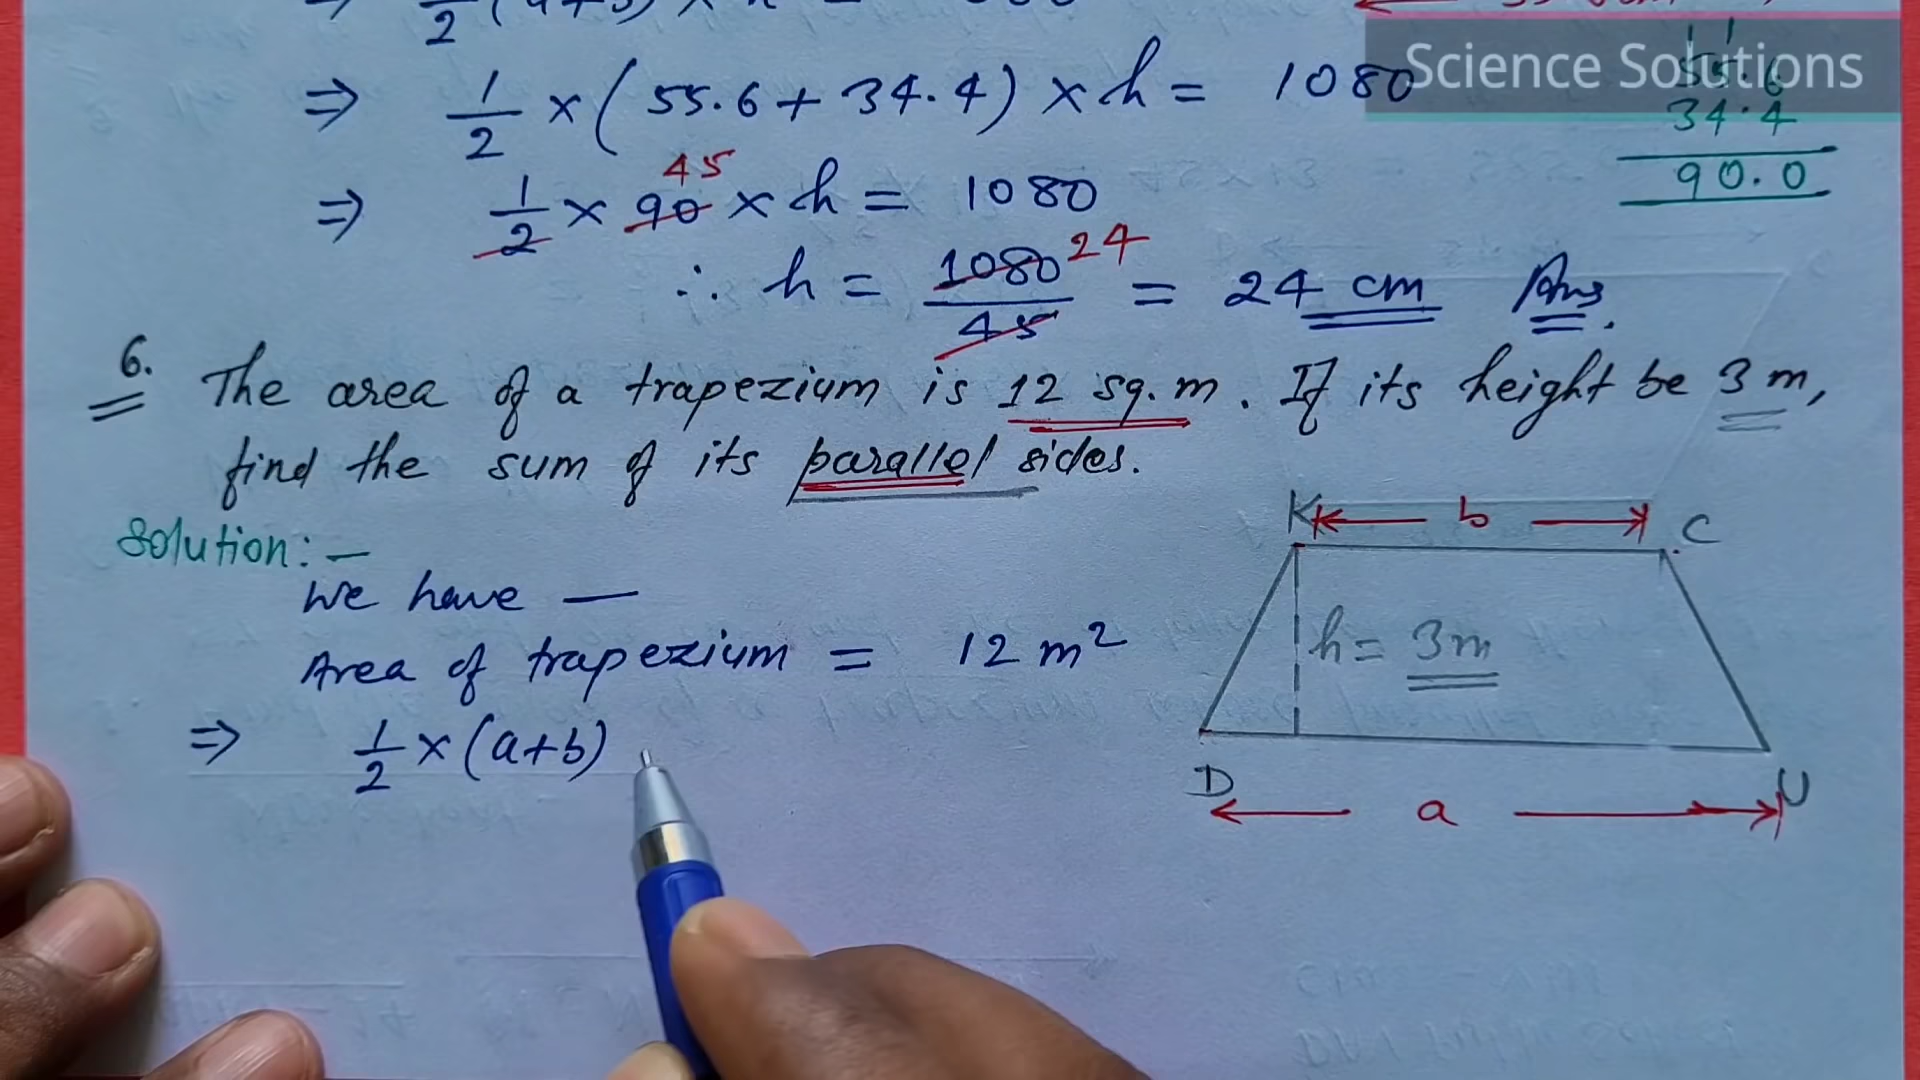 ⇒ 1/2 × (55.6 + 34.4) × h = 1080
Science Solutions
55.6
34.4
90.0
45
⇒ 1/2 × 90 × h = 1080
∴ h = 1080/45 24 = 24 cm Ans.
6. The area of a trapezium is 12 sq. m. If its height be 3 m,
find the sum of its parallel sides.
Solution:—
We have —
Area of trapezium = 12 m²
⇒ 1/2 × (a+b)
K b C
h = 3m
D U
a